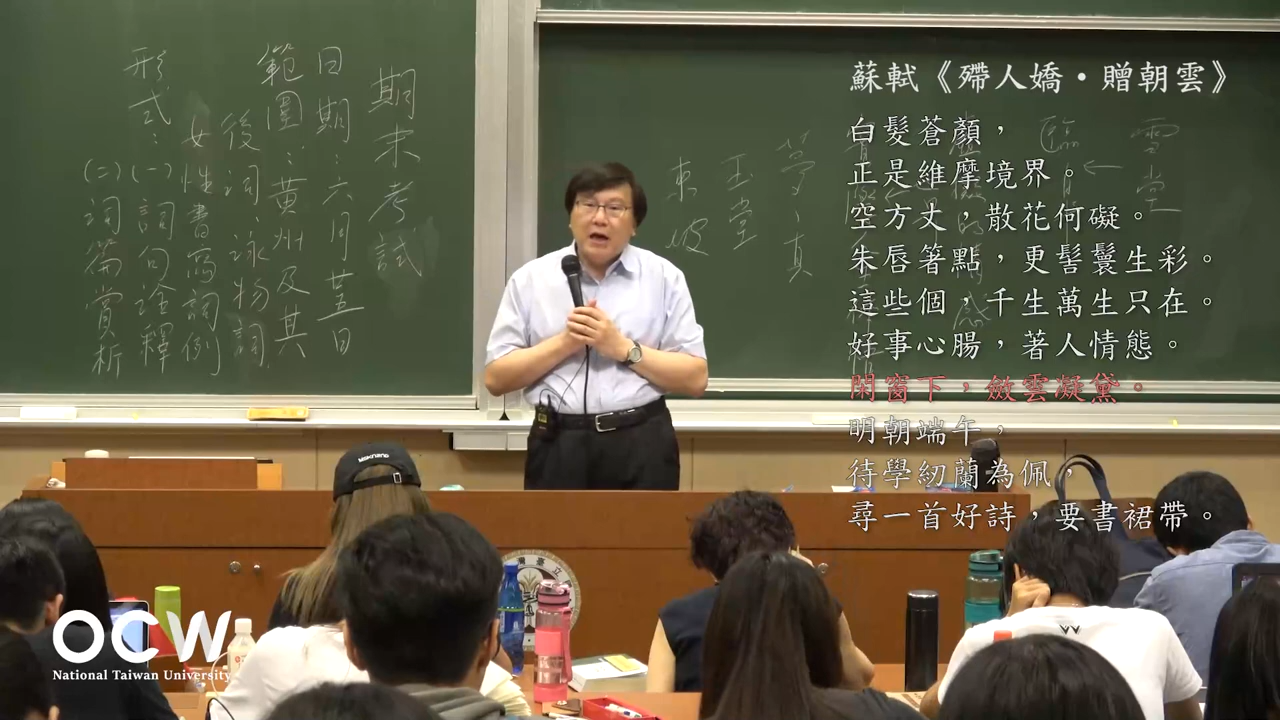 蘇軾《殢人嬌·贈朝雲》
白髮蒼顏，
正是維摩境界。
空方丈，散花何礙。
朱唇箸點，更髻鬟生彩。
這些個，千生萬生只在。
好事心腸，著人情態。
閑窗下，斂雲凝黛。
明朝端午，
待學紉蘭為佩，
尋一首好詩，要書裙帶。
期末考試
日期：六月廿五日
範圍：黃州及其
後詞、詠物詞
女性書寫詞例
形式：(一)詞句詮釋
(二)詞篇賞析
雪堂
臨
夢、真
玉堂
東坡
OCW
National Taiwan University